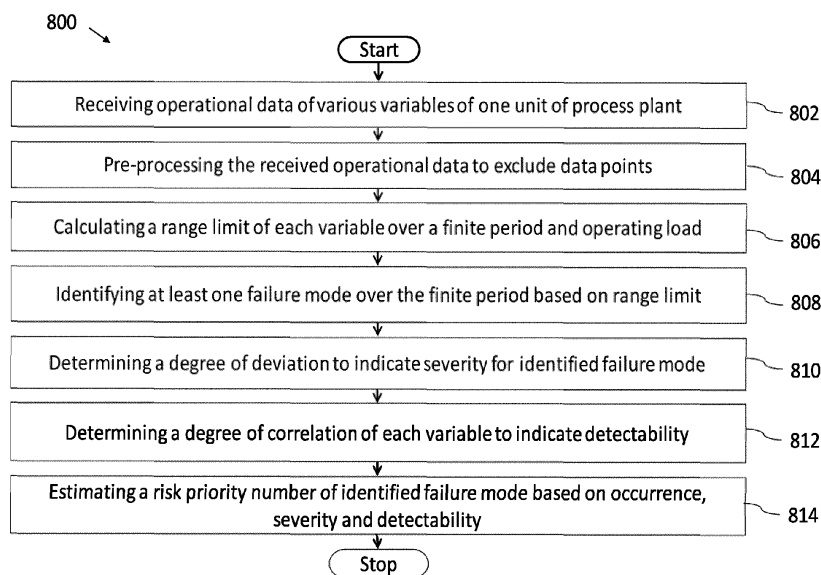 800
Start
Receiving operational data of various variables of one unit of process plant
802
Pre-processing the received operational data to exclude data points
804
Calculating a range limit of each variable over a finite period and operating load
806
Identifying at least one failure mode over the finite period based on range limit
808
Determining a degree of deviation to indicate severity for identified failure mode
810
Determining a degree of correlation of each variable to indicate detectability
812
Estimating a risk priority number of identified failure mode based on occurrence,
severity and detectability
814
Stop